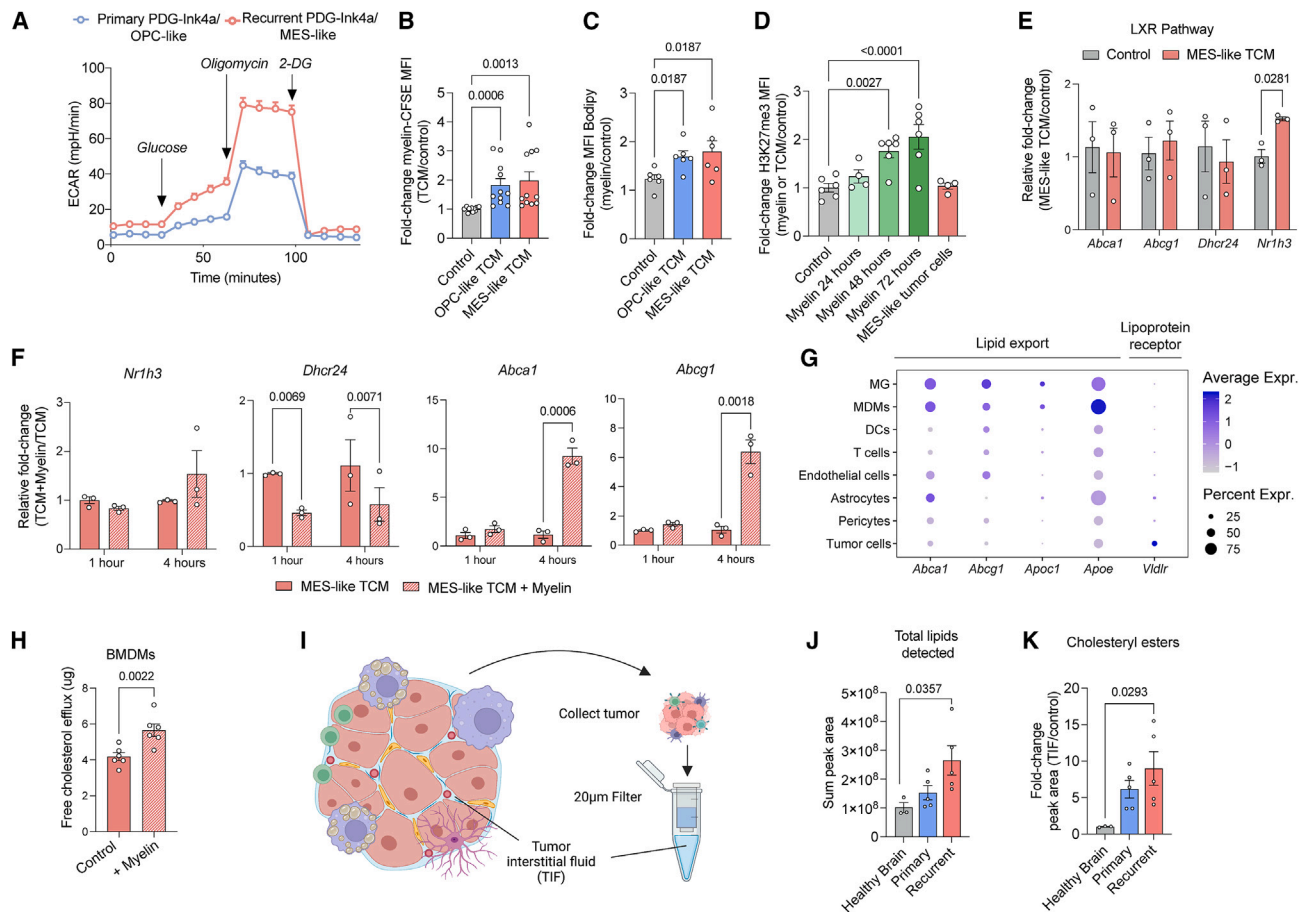 A
Primary PDG-Ink4a/
OPC-like
Recurrent PDG-Ink4a/
MES-like
Oligomycin
2-DG
Glucose
ECAR (mpH/min)
100
80
60
40
20
0
0
50
100
Time (minutes)
B
0.0013
0.0006
Fold-change myelin-CFSE MFI
(TCM/control)
5
4
3
2
1
0
Control
OPC-like TCM
MES-like TCM
C
0.0187
0.0187
Fold-change MFI Bodipy
(myelin/control)
3
2
1
0
Control
OPC-like TCM
MES-like TCM
D
<0.0001
0.0027
Fold-change H3K27me3 MFI
(myelin or TCM/control)
3
2
1
0
Control
Myelin 24 hours
Myelin 48 hours
Myelin 72 hours
MES-like tumor cells
E
LXR Pathway
Control
MES-like TCM
0.0281
Relative fold-change
(MES-like TCM/control)
2
1
0
Abca1
Abcg1
Dhcr24
Nr1h3
F
Relative fold-change
(TCM+Myelin/TCM)
Nr1h3
3
2
1
0
1 hour
4 hours
Dhcr24
0.0069
0.0071
2
1
0
1 hour
4 hours
Abca1
0.0006
15
10
5
0
1 hour
4 hours
Abcg1
0.0018
10
8
6
4
2
0
1 hour
4 hours
MES-like TCM
MES-like TCM + Myelin
G
Lipid export
Lipoprotein
receptor
MG
MDMs
DCs
T cells
Endothelial cells
Astrocytes
Pericytes
Tumor cells
Abca1
Abcg1
Apoc1
Apoe
Vldlr
Average Expr.
2
1
0
−1
Percent Expr.
25
50
75
H
BMDMs
0.0022
Free cholesterol efflux (ug)
8
6
4
2
0
Control
+ Myelin
I
Collect tumor
20μm Filter
Tumor
interstitial fluid
(TIF)
J
Total lipids
detected
0.0357
Sum peak area
5×10⁸
4×10⁸
3×10⁸
2×10⁸
1×10⁸
0
Healthy Brain
Primary
Recurrent
K
Cholesteryl esters
0.0293
Fold-change
peak area (TIF/control)
20
15
10
5
0
Healthy Brain
Primary
Recurrent